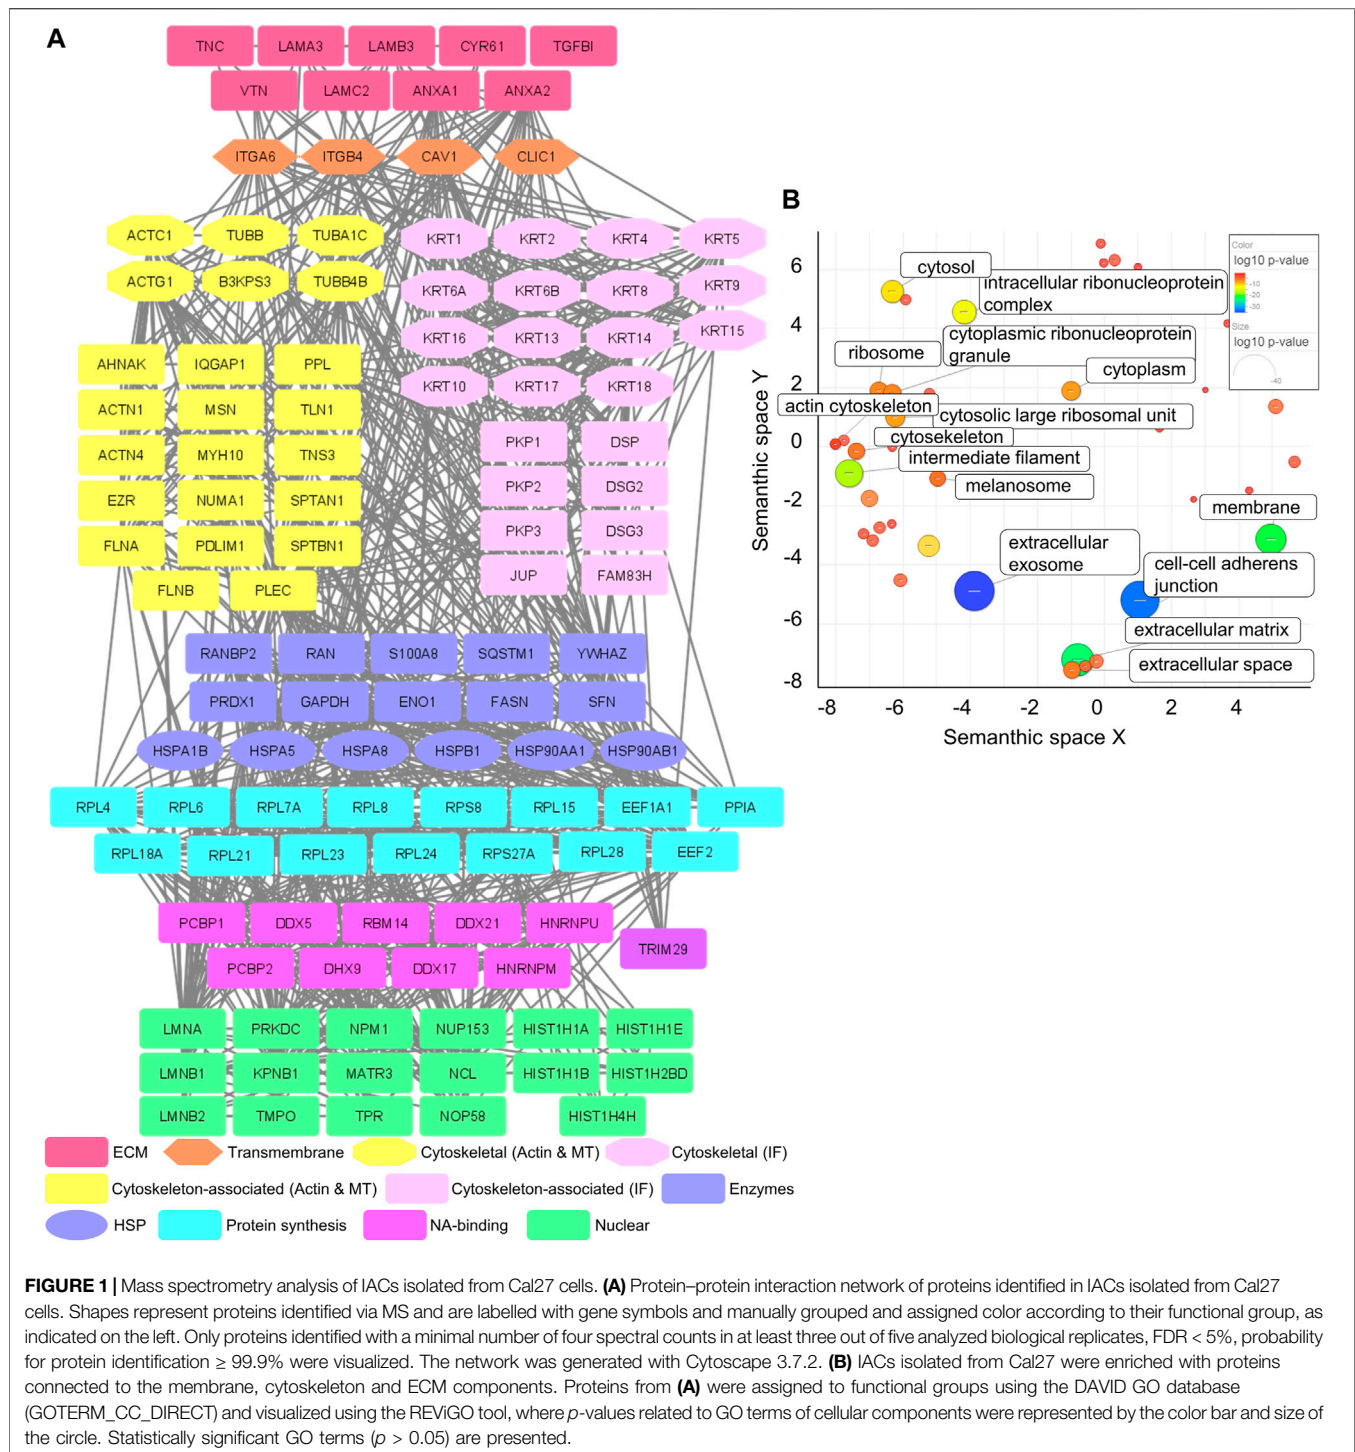 A
TNC LAMA3 LAMB3 CYR61 TGFBI
VTN LAMC2 ANXA1 ANXA2
ITGA6 ITGB4 CAV1 CLIC1
ACTC1 TUBB TUBA1C
ACTG1 B3KPS3 TUBB4B
KRT1 KRT2 KRT4 KRT5
KRT6A KRT6B KRT8 KRT9
KRT16 KRT13 KRT14 KRT15
KRT10 KRT17 KRT18
AHNAK IQGAP1 PPL
ACTN1 MSN TLN1
ACTN4 MYH10 TNS3
EZR NUMA1 SPTAN1
FLNA PDLIM1 SPTBN1
FLNB PLEC
PKP1 DSP
PKP2 DSG2
PKP3 DSG3
JUP FAM83H
RANBP2 RAN S100A8 SQSTM1 YWHAZ
PRDX1 GAPDH ENO1 FASN SFN
HSPA1B HSPA5 HSPA8 HSPB1 HSP90AA1 HSP90AB1
RPL4 RPL6 RPL7A RPL8 RPS8 RPL15 EEF1A1 PPIA
RPL18A RPL21 RPL23 RPL24 RPS27A RPL28 EEF2
PCBP1 DDX5 RBM14 DDX21 HNRNPU
TRIM29
PCBP2 DHX9 DDX17 HNRNPM
LMNA PRKDC NPM1 NUP153 HIST1H1A HIST1H1E
LMNB1 KPNB1 MATR3 NCL HIST1H1B HIST1H2BD
LMNB2 TMPO TPR NOP58 HIST1H4H
ECM Transmembrane Cytoskeletal (Actin & MT) Cytoskeletal (IF)
Cytoskeleton-associated (Actin & MT) Cytoskeleton-associated (IF) Enzymes
HSP Protein synthesis NA-binding Nuclear
B
Semanthic space Y
6
4
2
0
-2
-4
-6
-8
-8 -6 -4 -2 0 2 4
Semanthic space X
cytosol
intracellular ribonucleoprotein
complex
cytoplasmic ribonucleoprotein
granule
ribosome
cytoplasm
actin cytoskeleton
cytosolic large ribosomal unit
cytosekeleton
intermediate filament
melanosome
membrane
extracellular
exosome
cell-cell adherens
junction
extracellular matrix
extracellular space
Color
log10 p-value
-10
-20
-30
Size
log10 p-value
-40
FIGURE 1 | Mass spectrometry analysis of IACs isolated from Cal27 cells. (A) Protein–protein interaction network of proteins identified in IACs isolated from Cal27
cells. Shapes represent proteins identified via MS and are labelled with gene symbols and manually grouped and assigned color according to their functional group, as
indicated on the left. Only proteins identified with a minimal number of four spectral counts in at least three out of five analyzed biological replicates, FDR < 5%, probability
for protein identification ≥ 99.9% were visualized. The network was generated with Cytoscape 3.7.2. (B) IACs isolated from Cal27 were enriched with proteins
connected to the membrane, cytoskeleton and ECM components. Proteins from (A) were assigned to functional groups using the DAVID GO database
(GOTERM_CC_DIRECT) and visualized using the REViGO tool, where p-values related to GO terms of cellular components were represented by the color bar and size of
the circle. Statistically significant GO terms (p > 0.05) are presented.